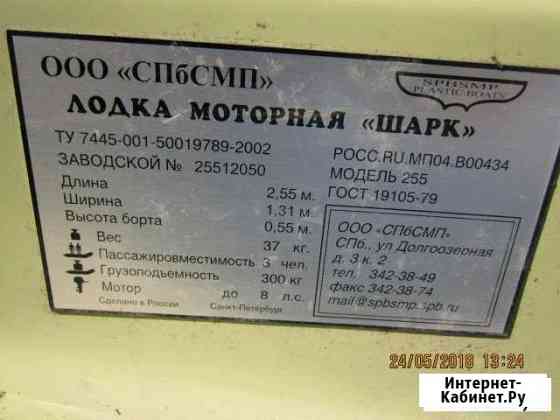 ООО «СПбСМП»
SPBSMP
PLASTIC BOATS
ЛОДКА МОТОРНАЯ «ШАРК»
ТУ 7445-001-50019789-2002
ЗАВОДСКОЙ № 25512050
РОСС.RU.МП04.В00434
МОДЕЛЬ 255
ГОСТ 19105-79
Длина 2,55 м.
Ширина 1,31 м.
Высота борта 0,55 м.
Вес 37 кг.
Пассажировместимость 3 чел.
Грузоподъемность 300 кг
Мотор до 8 л.с.
Сделано в России Санкт-Петербург
ООО «СПбСМП»
СПб., ул Долгоозерная
д. 3 к. 2
тел. 342-38-49
факс 342-38-74
mail@spbsmp.spb.ru
24/05/2018 13:24
Интернет-
Кабинет.Ру